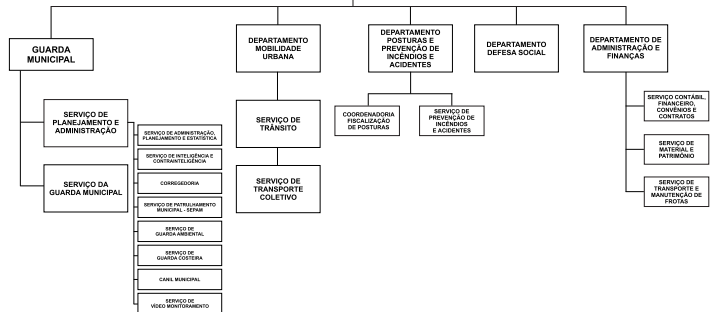 GUARDA
MUNICIPAL
SERVIÇO DE
PLANEJAMENTO E
ADMINISTRAÇÃO
SERVIÇO DA
GUARDA MUNICIPAL
SERVIÇO DE ADMINISTRAÇÃO,
PLANEJAMENTO E ESTATÍSTICA
SERVIÇO DE INTELIGÊNCIA E
CONTRAINTELIGÊNCIA
CORREGEDORIA
SERVIÇO DE PATRULHAMENTO
MUNICIPAL - SEPAM
SERVIÇO DE
GUARDA AMBIENTAL
SERVIÇO DE
GUARDA COSTEIRA
CANIL MUNICIPAL
SERVIÇO DE
VÍDEO MONITORAMENTO
DEPARTAMENTO
MOBILIDADE
URBANA
SERVIÇO DE
TRÂNSITO
SERVIÇO DE
TRANSPORTE
COLETIVO
DEPARTAMENTO
POSTURAS E
PREVENÇÃO DE
INCÊNDIOS E
ACIDENTES
COORDENADORIA
FISCALIZAÇÃO
DE POSTURAS
SERVIÇO DE
PREVENÇÃO DE
INCÊNDIOS
E ACIDENTES
DEPARTAMENTO
DEFESA SOCIAL
DEPARTAMENTO DE
ADMINISTRAÇÃO E
FINANÇAS
SERVIÇO CONTÁBIL,
FINANCEIRO,
CONVÊNIOS E
CONTRATOS
SERVIÇO DE
MATERIAL E
PATRIMÔNIO
SERVIÇO DE
TRANSPORTE E
MANUTENÇÃO DE
FROTAS